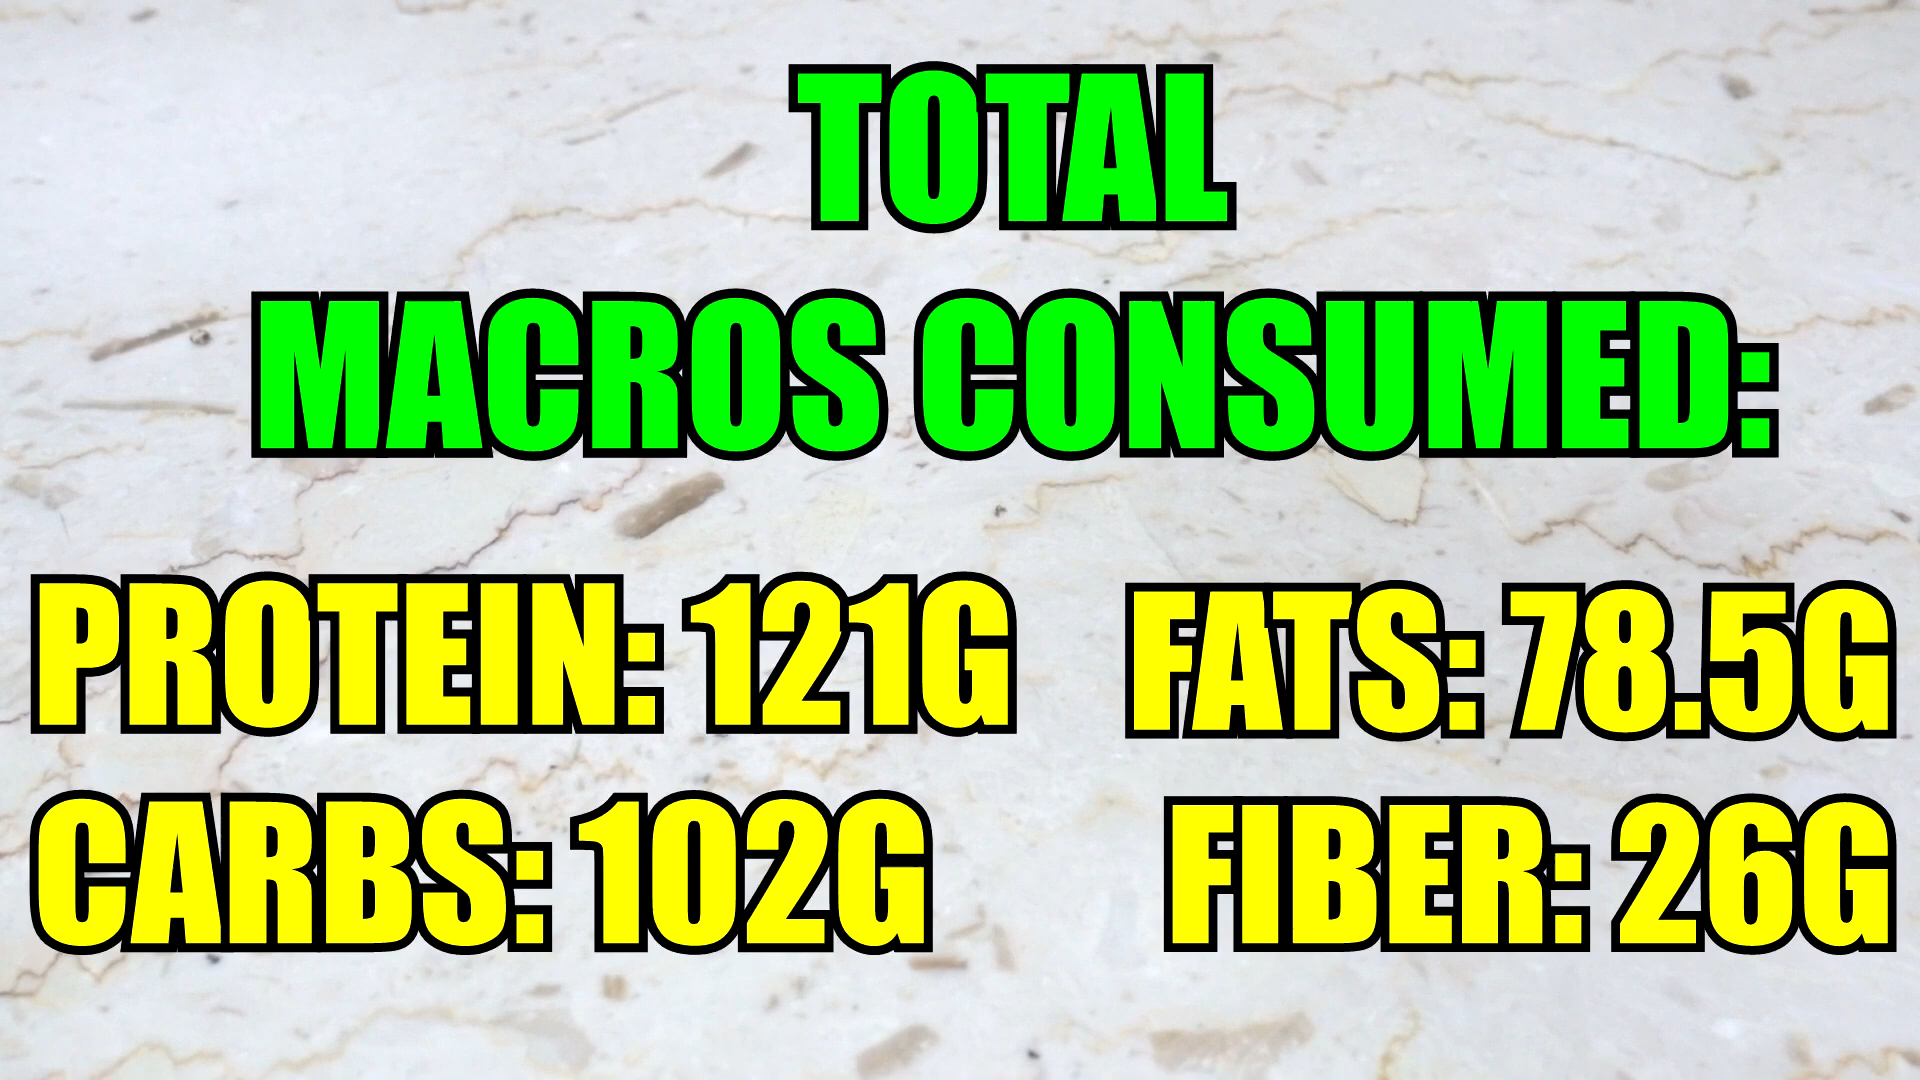 TOTAL
MACROS CONSUMED:
PROTEIN: 121G
FATS: 78.5G
CARBS: 102G
FIBER: 26G